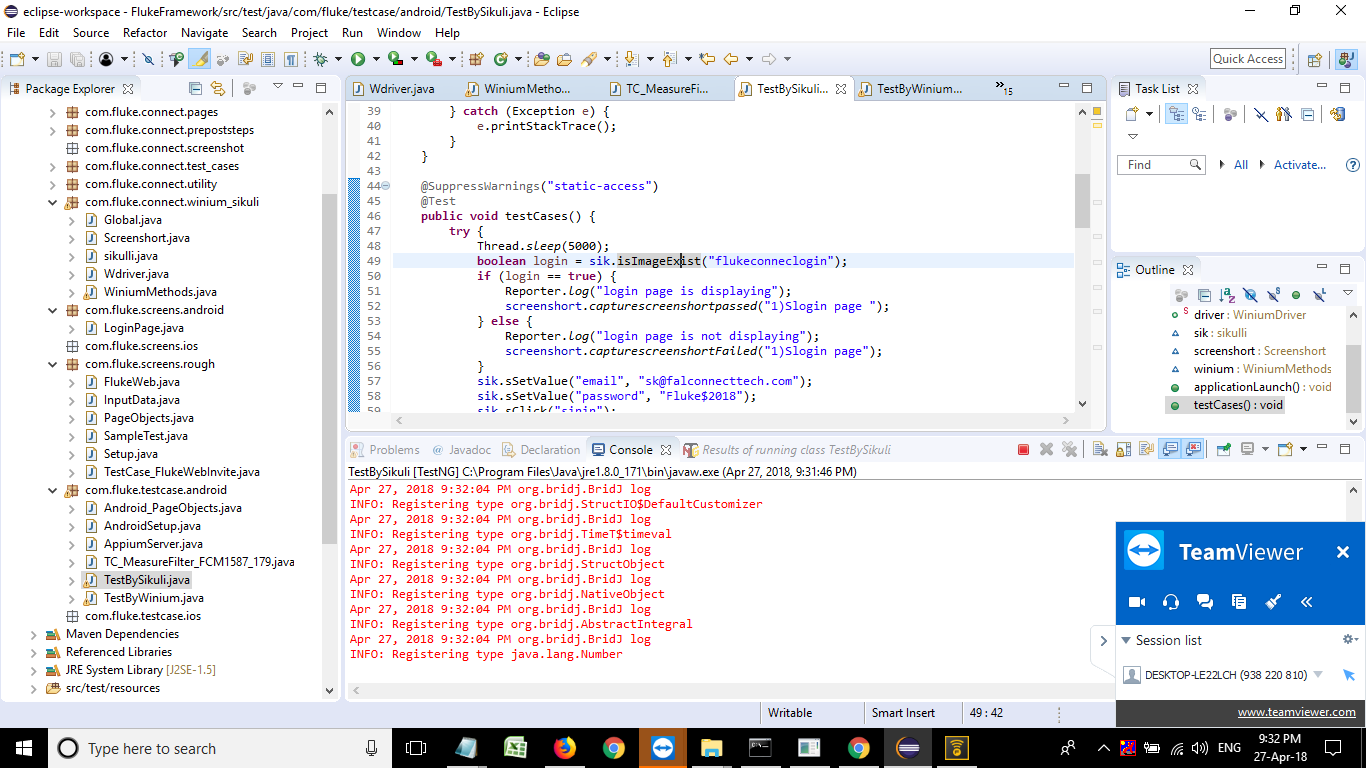 eclipse-workspace - FlukeFramework/src/test/java/com/fluke/testcase/android/TestBySikuli.java - Eclipse
File Edit Source Refactor Navigate Search Project Run Window Help
Quick Access
Package Explorer
com.fluke.connect.pages
com.fluke.connect.prepoststeps
com.fluke.connect.screenshot
com.fluke.connect.test_cases
com.fluke.connect.utility
com.fluke.connect.winium_sikuli
Global.java
Screenshort.java
sikulli.java
Wdriver.java
WiniumMethods.java
com.fluke.screens.android
LoginPage.java
com.fluke.screens.ios
com.fluke.screens.rough
FlukeWeb.java
InputData.java
PageObjects.java
SampleTest.java
Setup.java
TestCase_FlukeWebInvite.java
com.fluke.testcase.android
Android_PageObjects.java
AndroidSetup.java
AppiumServer.java
TC_MeasureFilter_FCM1587_179.java
TestBySikuli.java
TestByWinium.java
com.fluke.testcase.ios
Maven Dependencies
Referenced Libraries
JRE System Library [J2SE-1.5]
src/test/resources
Wdriver.java WiniumMetho... TC_MeasureFi... TestBySikuli... TestByWinium... »15
39 } catch (Exception e) {
40 e.printStackTrace();
41 }
42 }
43
44 @SuppressWarnings("static-access")
45 @Test
46 public void testCases() {
47 try {
48 Thread.sleep(5000);
49 boolean login = sik.isImageExist("flukeconneclogin");
50 if (login == true) {
51 Reporter.log("login page is displaying");
52 screenshort.capturescreenshortpassed("1)Slogin page ");
53 } else {
54 Reporter.log("login page is not displaying");
55 screenshort.capturescreenshortFailed("1)Slogin page");
56 }
57 sik.sSetValue("email", "sk@falconnecttech.com");
58 sik.sSetValue("password", "Fluke$2018");
59 sik.sClick("sinin");
Task List
Find All Activate...
Outline
driver : WiniumDriver
sik : sikulli
screenshort : Screenshort
winium : WiniumMethods
applicationLaunch() : void
testCases() : void
Problems @ Javadoc Declaration Console Results of running class TestBySikuli
TestBySikuli [TestNG] C:\Program Files\Java\jre1.8.0_171\bin\javaw.exe (Apr 27, 2018, 9:31:46 PM)
Apr 27, 2018 9:32:04 PM org.bridj.BridJ log
INFO: Registering type org.bridj.StructIO$DefaultCustomizer
Apr 27, 2018 9:32:04 PM org.bridj.BridJ log
INFO: Registering type org.bridj.TimeT$timeval
Apr 27, 2018 9:32:04 PM org.bridj.BridJ log
INFO: Registering type org.bridj.StructObject
Apr 27, 2018 9:32:04 PM org.bridj.BridJ log
INFO: Registering type org.bridj.NativeObject
Apr 27, 2018 9:32:04 PM org.bridj.BridJ log
INFO: Registering type org.bridj.AbstractIntegral
Apr 27, 2018 9:32:04 PM org.bridj.BridJ log
INFO: Registering type java.lang.Number
TeamViewer
Session list
DESKTOP-LE22LCH (938 220 810)
www.teamviewer.com
Writable Smart Insert 49 : 42
Type here to search
ENG
9:32 PM
27-Apr-18